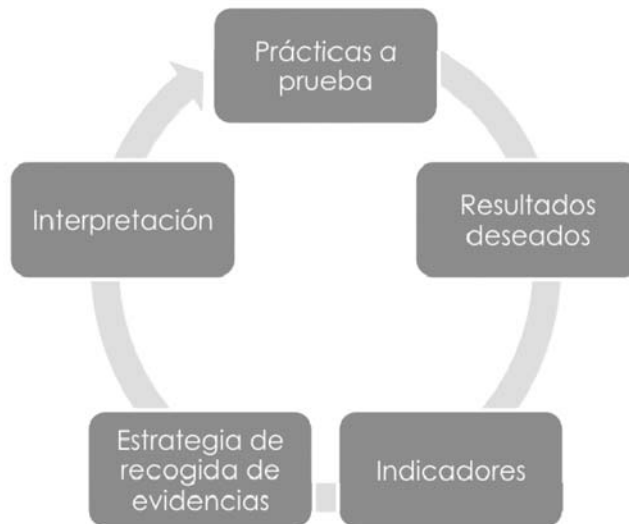 Prácticas a
prueba
Resultados
deseados
Indicadores
Estrategia de
recogida de
evidencias
Interpretación